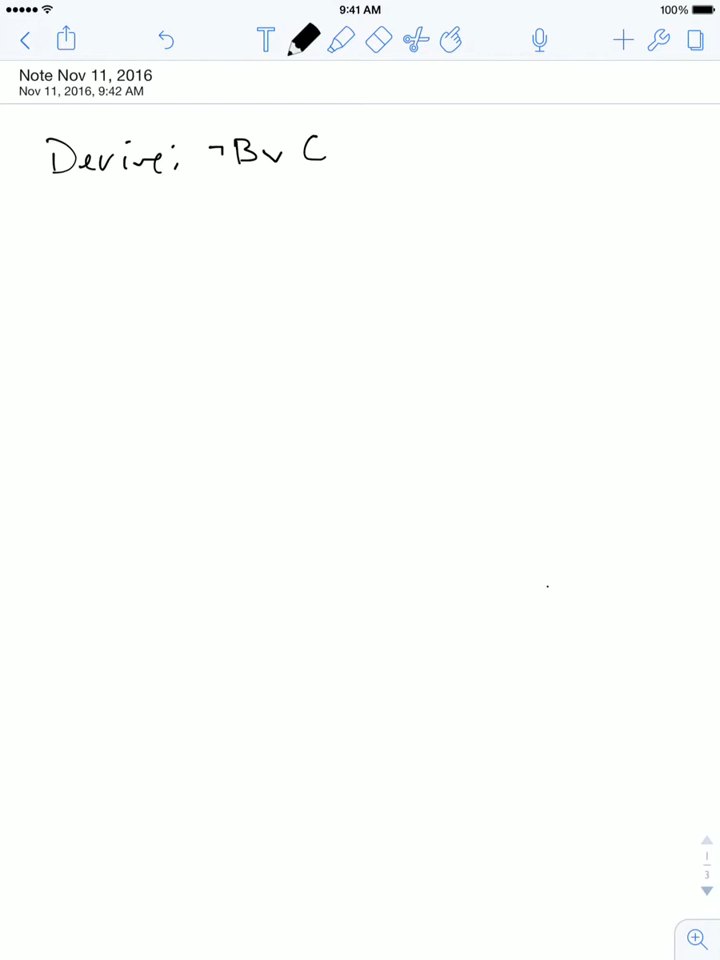 9:41 AM
100%
T
Note Nov 11, 2016
Nov 11, 2016, 9:42 AM
Derive: ¬B∨ C
1
3